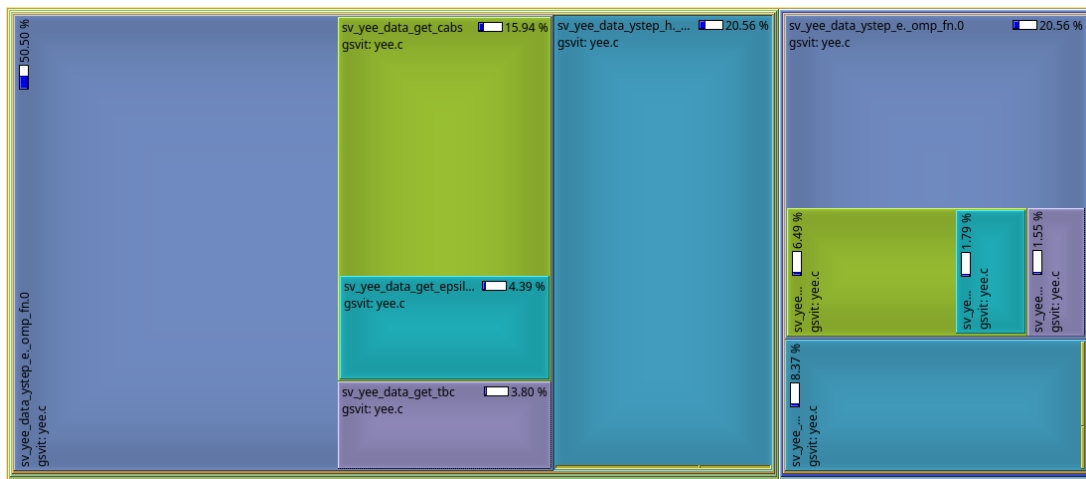 sv_yee_data_ystep_e._omp_fn.0 50.50 %
gsvit: yee.c
sv_yee_data_get_cabs 15.94 %
gsvit: yee.c
sv_yee_data_get_epsil... 4.39 %
gsvit: yee.c
sv_yee_data_get_tbc 3.80 %
gsvit: yee.c
sv_yee_data_ystep_h._... 20.56 %
gsvit: yee.c
sv_yee_data_ystep_e._omp_fn.0 20.56 %
gsvit: yee.c
sv_yee... 6.49 %
gsvit: yee.c
sv_ye... 1.79 %
gsvit: yee.c
sv_yee... 1.55 %
gsvit: yee.c
sv_yee_... 8.37 %
gsvit: yee.c